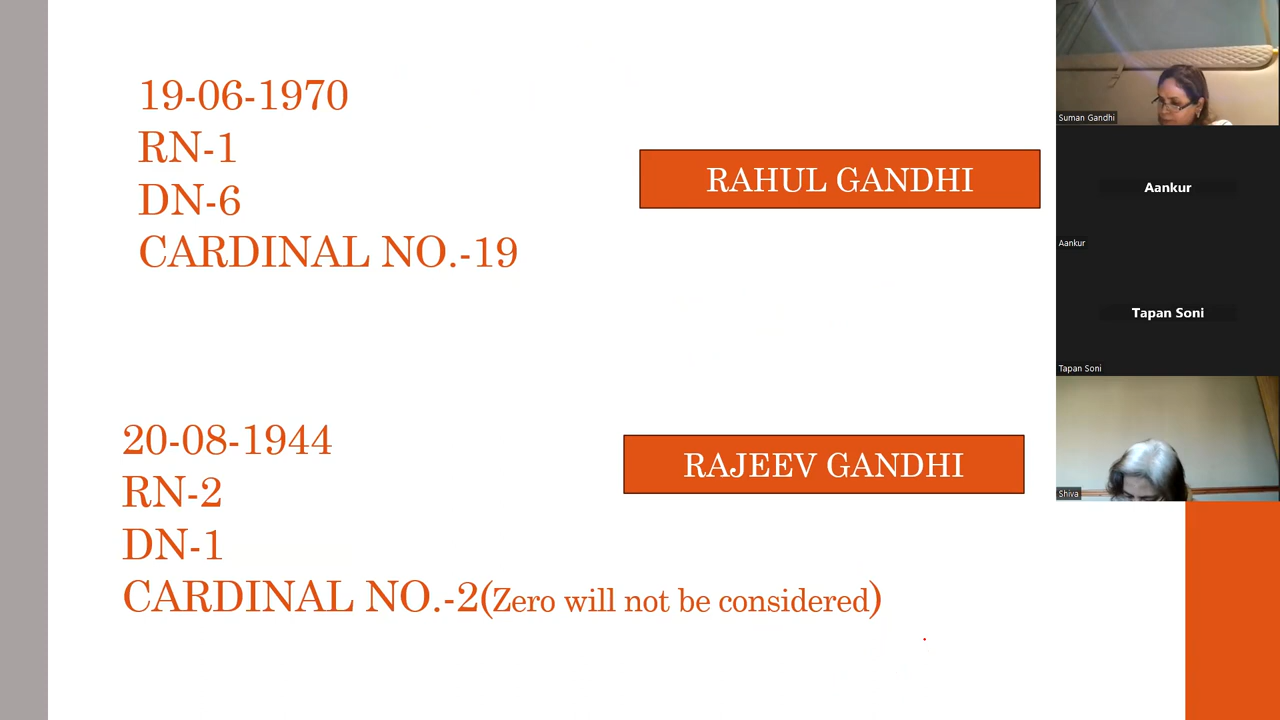 19-06-1970
RN-1
DN-6
CARDINAL NO.-19
RAHUL GANDHI
20-08-1944
RN-2
DN-1
CARDINAL NO.-2(Zero will not be considered)
RAJEEV GANDHI
Suman Gandhi
Aankur
Aankur
Tapan Soni
Tapan Soni
Shiva